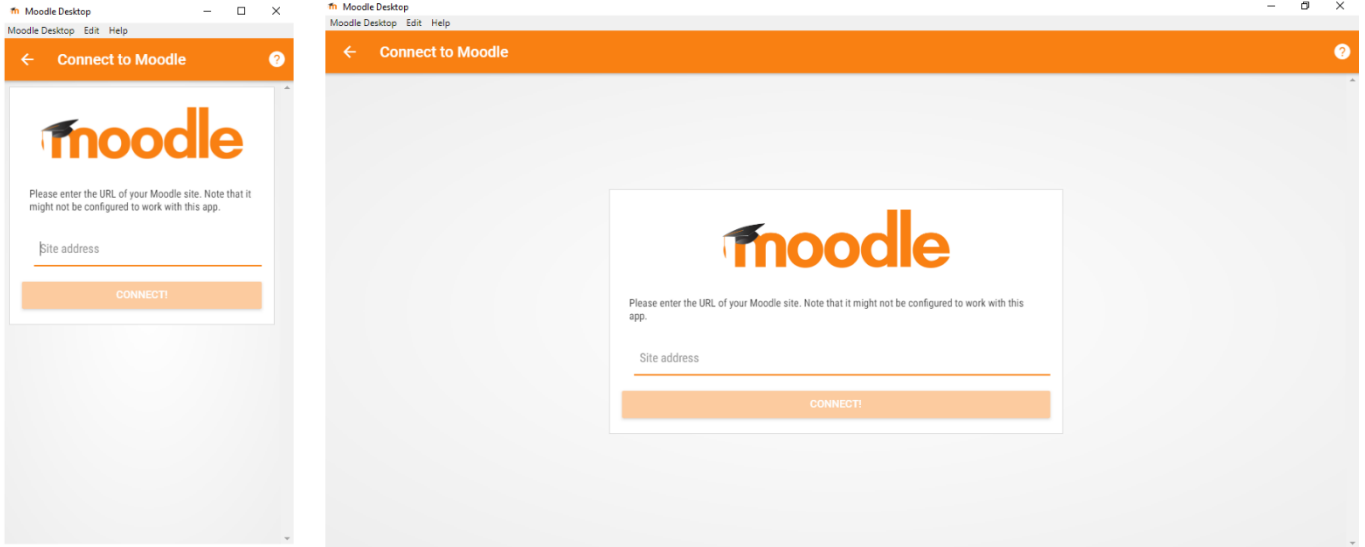 Moodle Desktop
Moodle Desktop Edit Help
Connect to Moodle
?
moodle
Please enter the URL of your Moodle site. Note that it
might not be configured to work with this app.
Site address
CONNECT!
Moodle Desktop
Moodle Desktop Edit Help
Connect to Moodle
?
moodle
Please enter the URL of your Moodle site. Note that it might not be configured to work with this
app.
Site address
CONNECT!